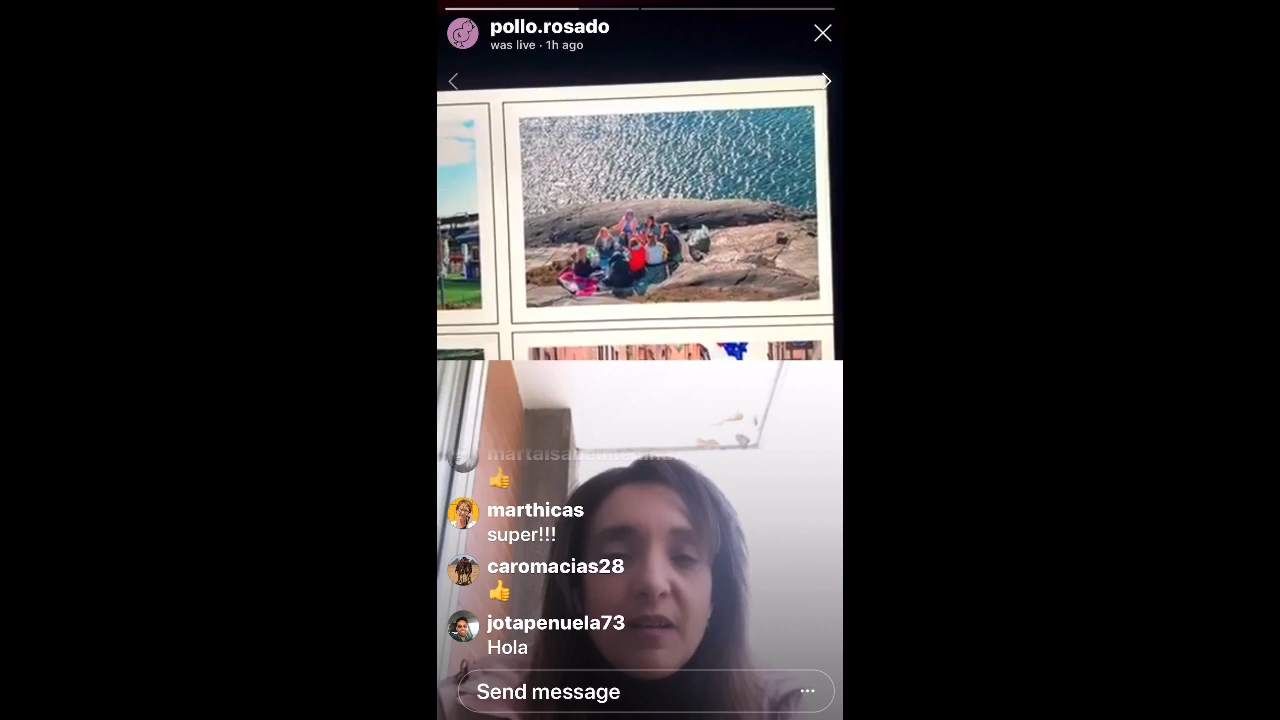 pollo.rosado
was live · 1h ago
👍
marthicas
super!!!
caromacias28
👍
jotapenuela73
Hola
Send message